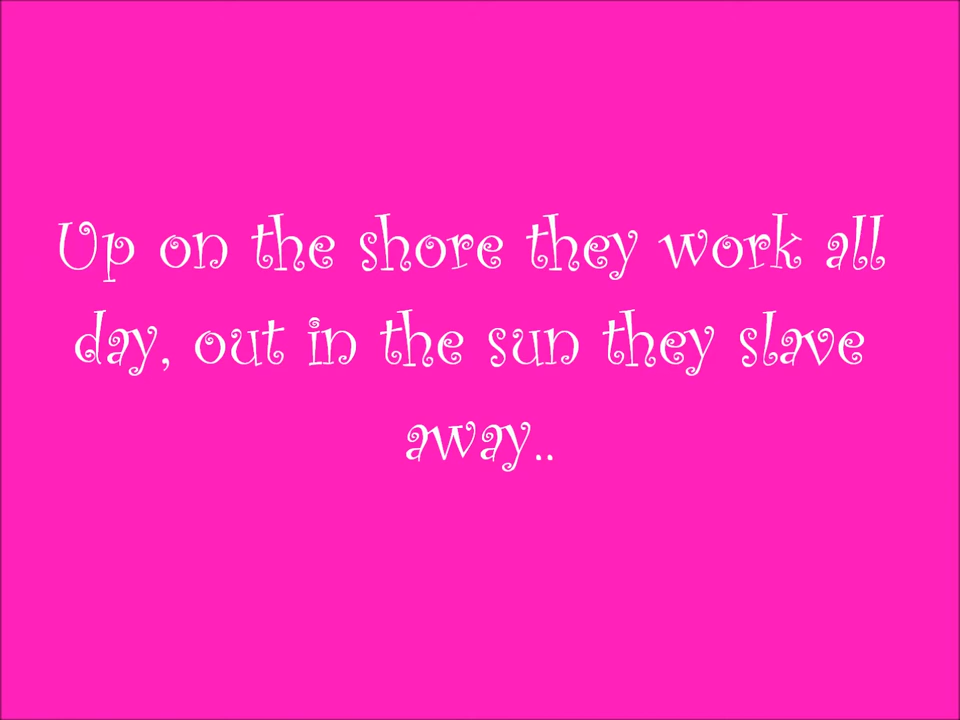 Up on the shore they work all
day, out in the sun they slave
away..